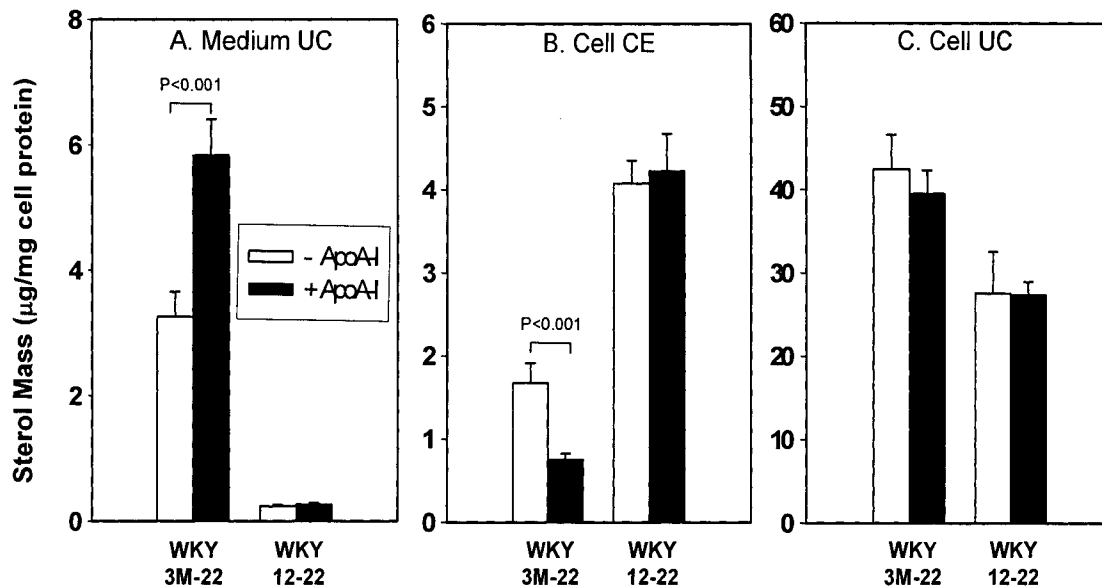 Sterol Mass (µg/mg cell protein)
A. Medium UC
8
6
4
2
0
P<0.001
- ApoA-I
+ ApoA-I
WKY
3M-22
WKY
12-22
B. Cell CE
6
5
4
3
2
1
0
P<0.001
WKY
3M-22
WKY
12-22
C. Cell UC
60
50
40
30
20
10
0
WKY
3M-22
WKY
12-22